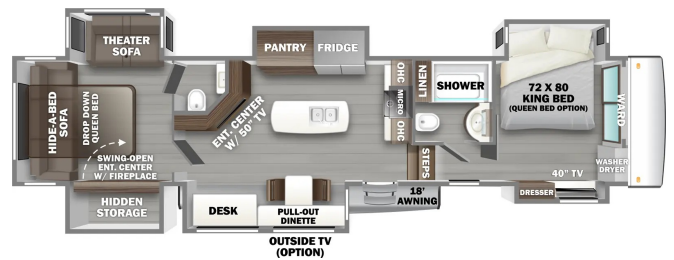 THEATER
SOFA
HIDE-A-BED
SOFA
DROP DOWN
QUEEN BED
SWING-OPEN
ENT. CENTER
W/ FIREPLACE
HIDDEN
STORAGE
PANTRY
FRIDGE
ENT. CENTER
W/ 50" TV
OHC
MICRO
OHC
LINEN
SHOWER
STEPS
DESK
PULL-OUT
DINETTE
OUTSIDE TV
(OPTION)
18'
AWNING
72 X 80
KING BED
(QUEEN BED OPTION)
WARD
WASHER
DRYER
40" TV
DRESSER